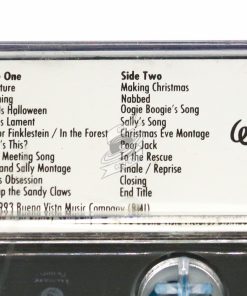 One
ture
ning
s Halloween
s Lament
or Finklestein / In the Forest
s This?
Meeting Song
and Sally Montage
s Obsession
up the Sandy Claws
Side Two
Making Christmas
Nabbed
Oogie Boogie's Song
Sally's Song
Christmas Eve Montage
Poor Jack
To the Rescue
Finale / Reprise
Closing
End Title
993 Buena Vista Music Company (BMI)